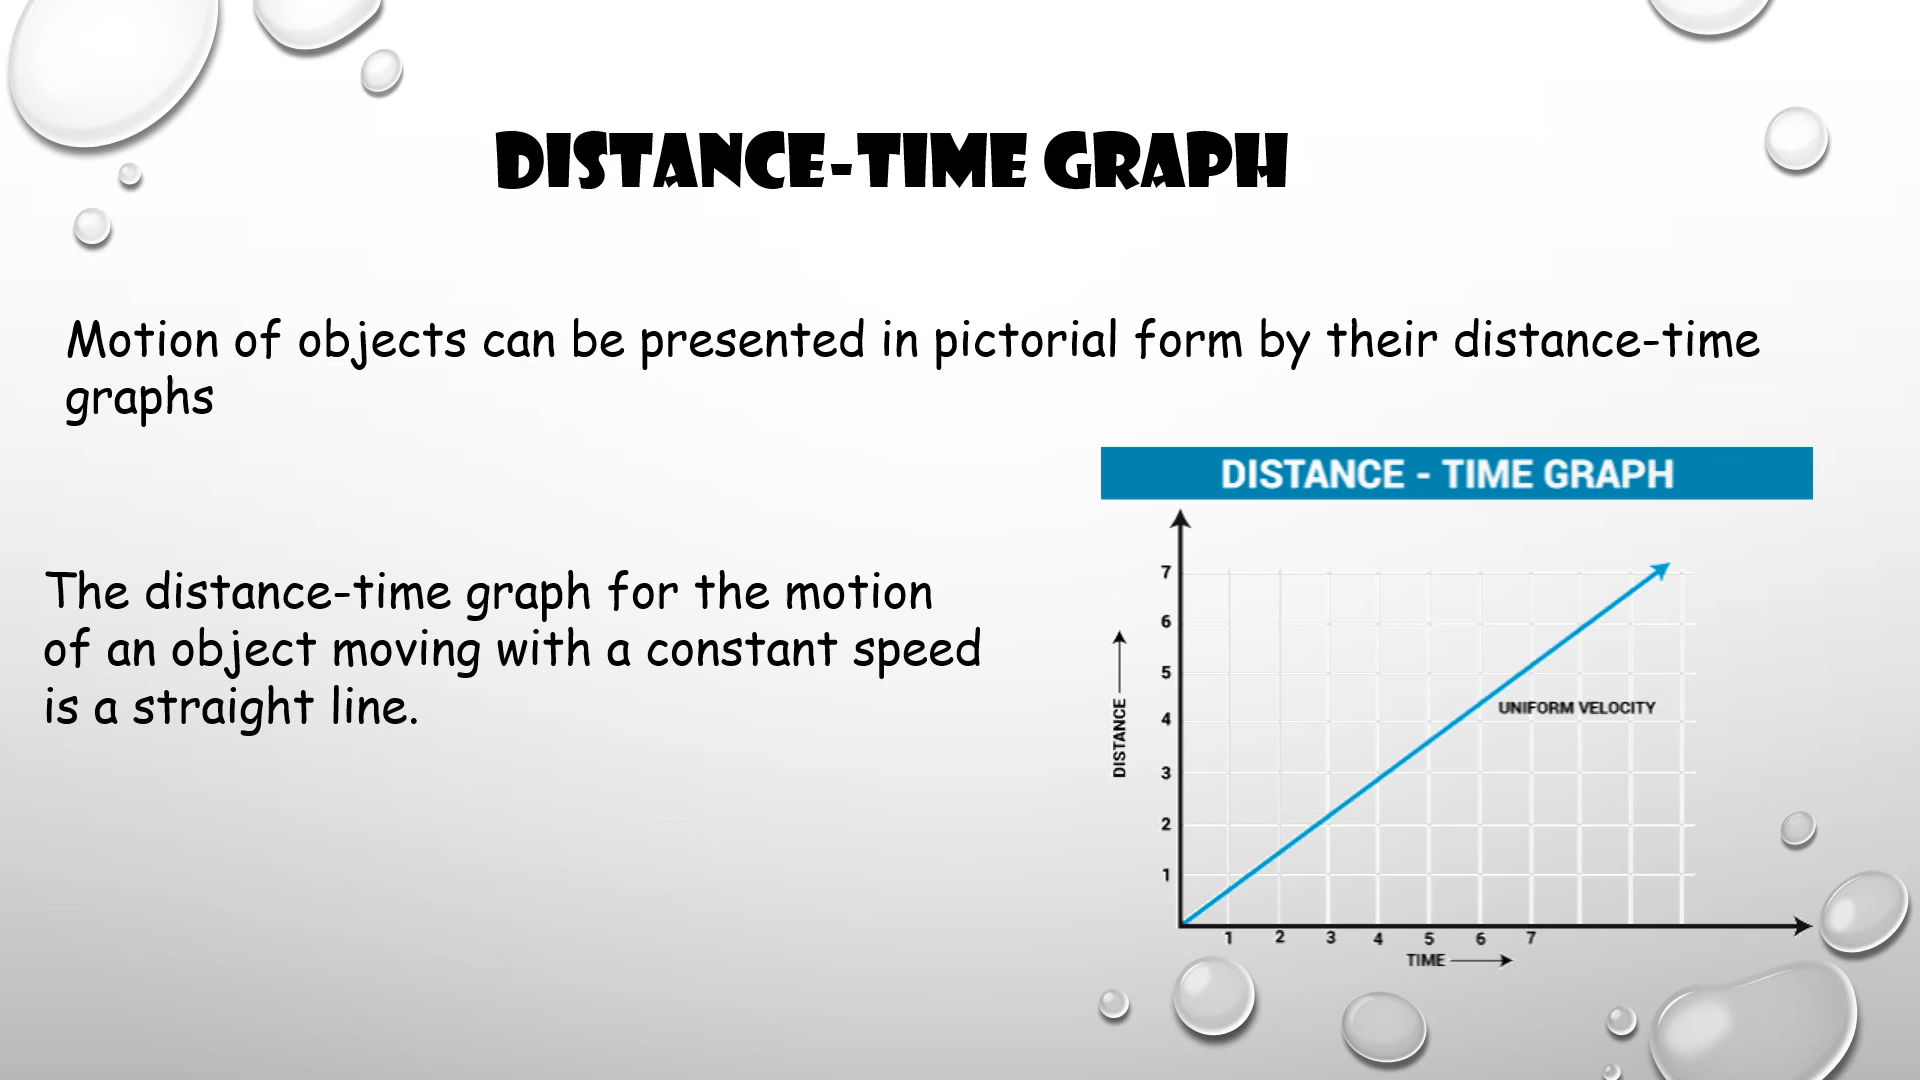 DISTANCE-TIME GRAPH
Motion of objects can be presented in pictorial form by their distance-time
graphs
The distance-time graph for the motion
of an object moving with a constant speed
is a straight line.
DISTANCE - TIME GRAPH
7
6
5
4
3
2
1
DISTANCE
UNIFORM VELOCITY
1 2 3 4 5 6 7
TIME